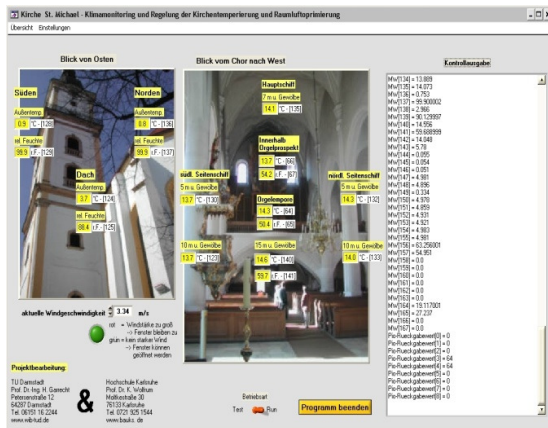 Kirche St. Michael - Klimamonitoring und Regelung der Kirchentemperierung und Raumluftoprimierung
Übersicht Einstellungen
Blick von Osten
Süden
Norden
Außentemp.
0.9 °C - [128]
rel. Feuchte
99.9 r.F. - [129]
Außentemp.
0.8 °C - [136]
rel. Feuchte
99.9 r.F. - [137]
Dach
Außentemp.
3.7 °C - [124]
rel. Feuchte
88.4 r.F. - [125]
aktuelle Windgeschwindigkeit 3.34 m/s
rot = Windstärke zu groß
-> Fenster bleiben zu
grün = kein starker Wind
-> Fenster können
geöffnet werden
Blick vom Chor nach West
Hauptschiff
7 m u. Gewölbe
14.1 °C - [135]
Innerhalb
Orgelprospekt
13.7 °C - [66]
54.2 r.F. - [67]
südl. Seitenschiff
5 m u. Gewölbe
13.7 °C - [130]
nördl. Seitenschiff
5 m u. Gewölbe
14.3 °C - [132]
Orgelempore
14.3 °C - [64]
50.4 r.F. - [65]
10 m u. Gewölbe
13.7 °C - [123]
15 m u. Gewölbe
14.6 °C - [140]
59.7 r.F. - [141]
10 m u. Gewölbe
14.0 °C - [133]
Kontrollausgabe
MW[134] = 13.889
MW[135] = 14.073
MW[136] = 0.753
MW[137] = 99.900002
MW[138] = 2.966
MW[139] = 90.129997
MW[140] = 14.556
MW[141] = 59.688999
MW[142] = 14.048
MW[143] = 5.78
MW[144] = 0.095
MW[145] = 0.054
MW[146] = 0.051
MW[147] = 4.981
MW[148] = 4.896
MW[149] = 0.334
MW[150] = 4.978
MW[151] = 4.859
MW[152] = 4.931
MW[153] = 4.921
MW[154] = 4.983
MW[155] = 4.981
MW[156] = 63.256001
MW[157] = 54.951
MW[158] = 0.0
MW[159] = 0.0
MW[160] = 0.0
MW[161] = 0.0
MW[162] = 0.0
MW[163] = 0.0
MW[164] = 19.117001
MW[165] = 27.237
MW[166] = 0.0
MW[167] = 0.0
Pio-Rueckgabewert[0] = 0
Pio-Rueckgabewert[1] = 0
Pio-Rueckgabewert[2] = 0
Pio-Rueckgabewert[3] = 64
Pio-Rueckgabewert[4] = 64
Pio-Rueckgabewert[5] = 0
Pio-Rueckgabewert[6] = 0
Pio-Rueckgabewert[7] = 0
Pio-Rueckgabewert[8] = 0
Projektbearbeitung:
TU Darmstadt
Prof. Dr.-Ing. H. Garrecht
Petersenstraße 12
64287 Darmstadt
Tel. 06151 16 2244
www.wib-tud.de
&
Hochschule Karlsruhe
Prof. Dr. K. Wolfrum
Moltkestraße 30
76133 Karlsruhe
Tel. 0721 925 1544
www.bauks. de
Betriebsart
Test Run
Programm beenden